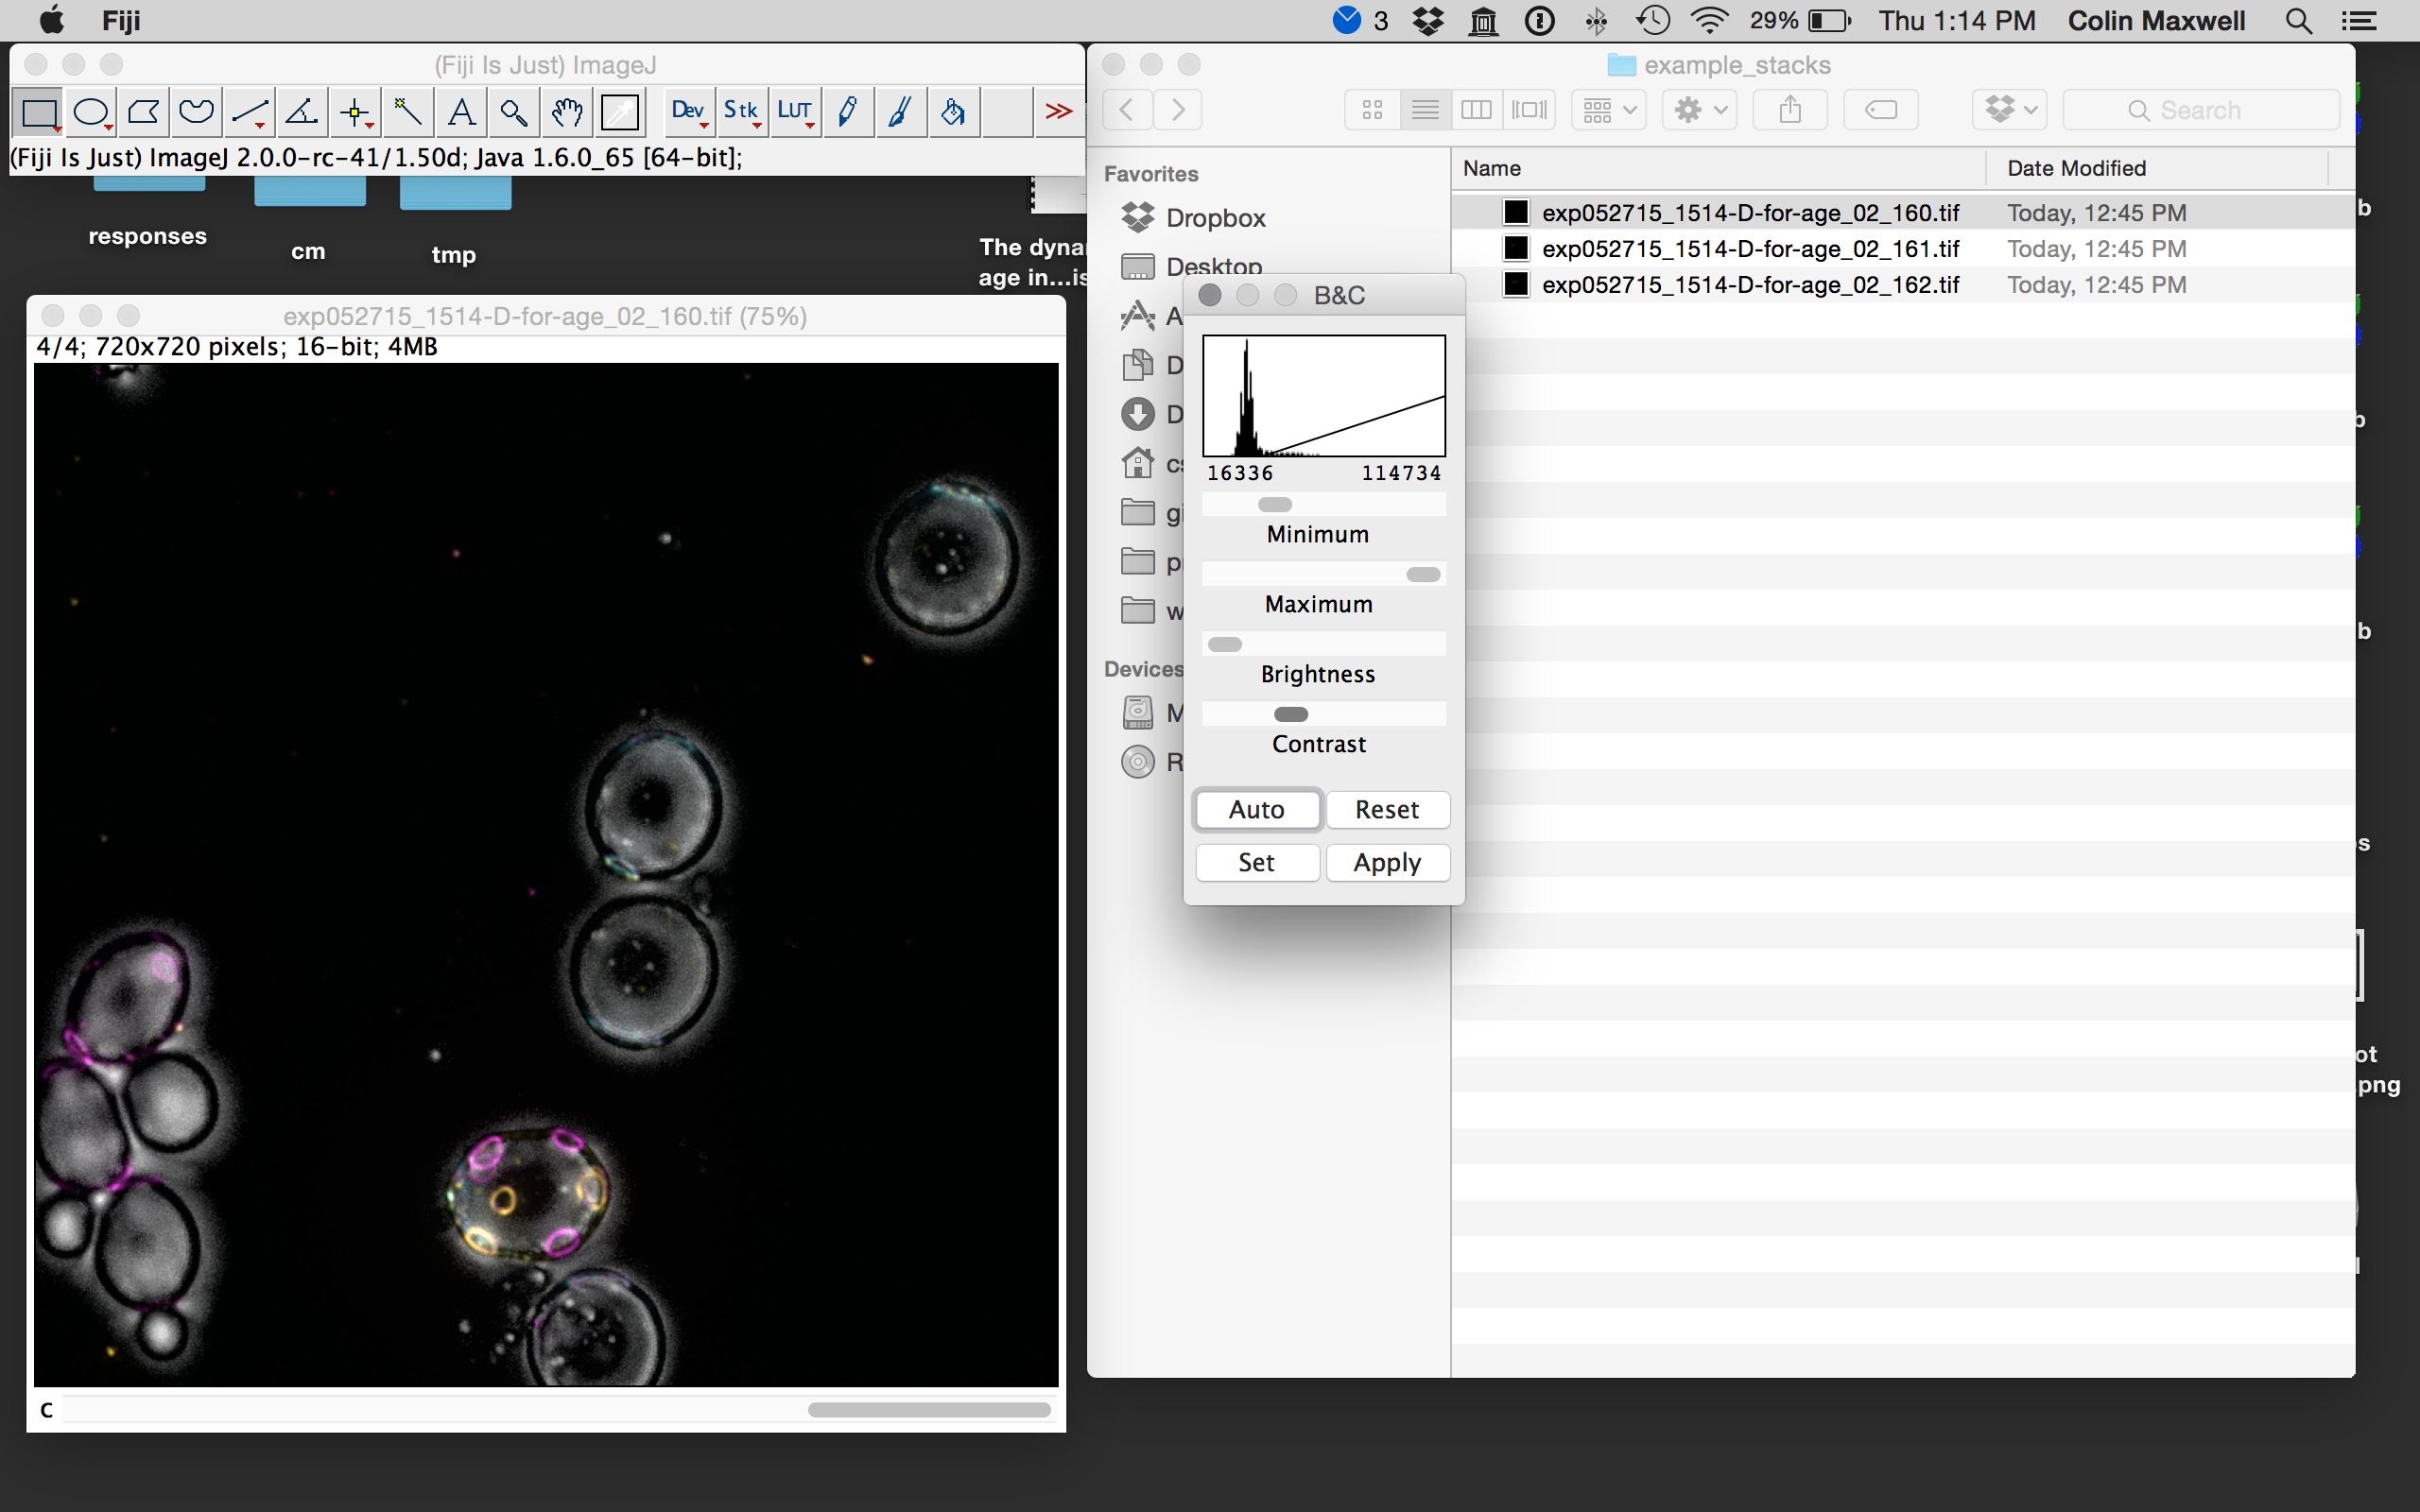 Fiji
3
29%
Thu 1:14 PM
Colin Maxwell
(Fiji Is Just) ImageJ
Dev
Stk
LUT
A
>>
(Fiji Is Just) ImageJ 2.0.0-rc-41/1.50d; Java 1.6.0_65 [64-bit];
responses
cm
tmp
The dyna
age in...is
exp052715_1514-D-for-age_02_160.tif (75%)
4/4; 720x720 pixels; 16-bit; 4MB
C
example_stacks
Search
Favorites
Dropbox
Desktop
A
D
D
cs
gi
p
w
Devices
M
R
Name
Date Modified
exp052715_1514-D-for-age_02_160.tif
Today, 12:45 PM
exp052715_1514-D-for-age_02_161.tif
Today, 12:45 PM
exp052715_1514-D-for-age_02_162.tif
Today, 12:45 PM
B&C
16336
114734
Minimum
Maximum
Brightness
Contrast
Auto
Reset
Set
Apply
b
b
b
s
ot
.png